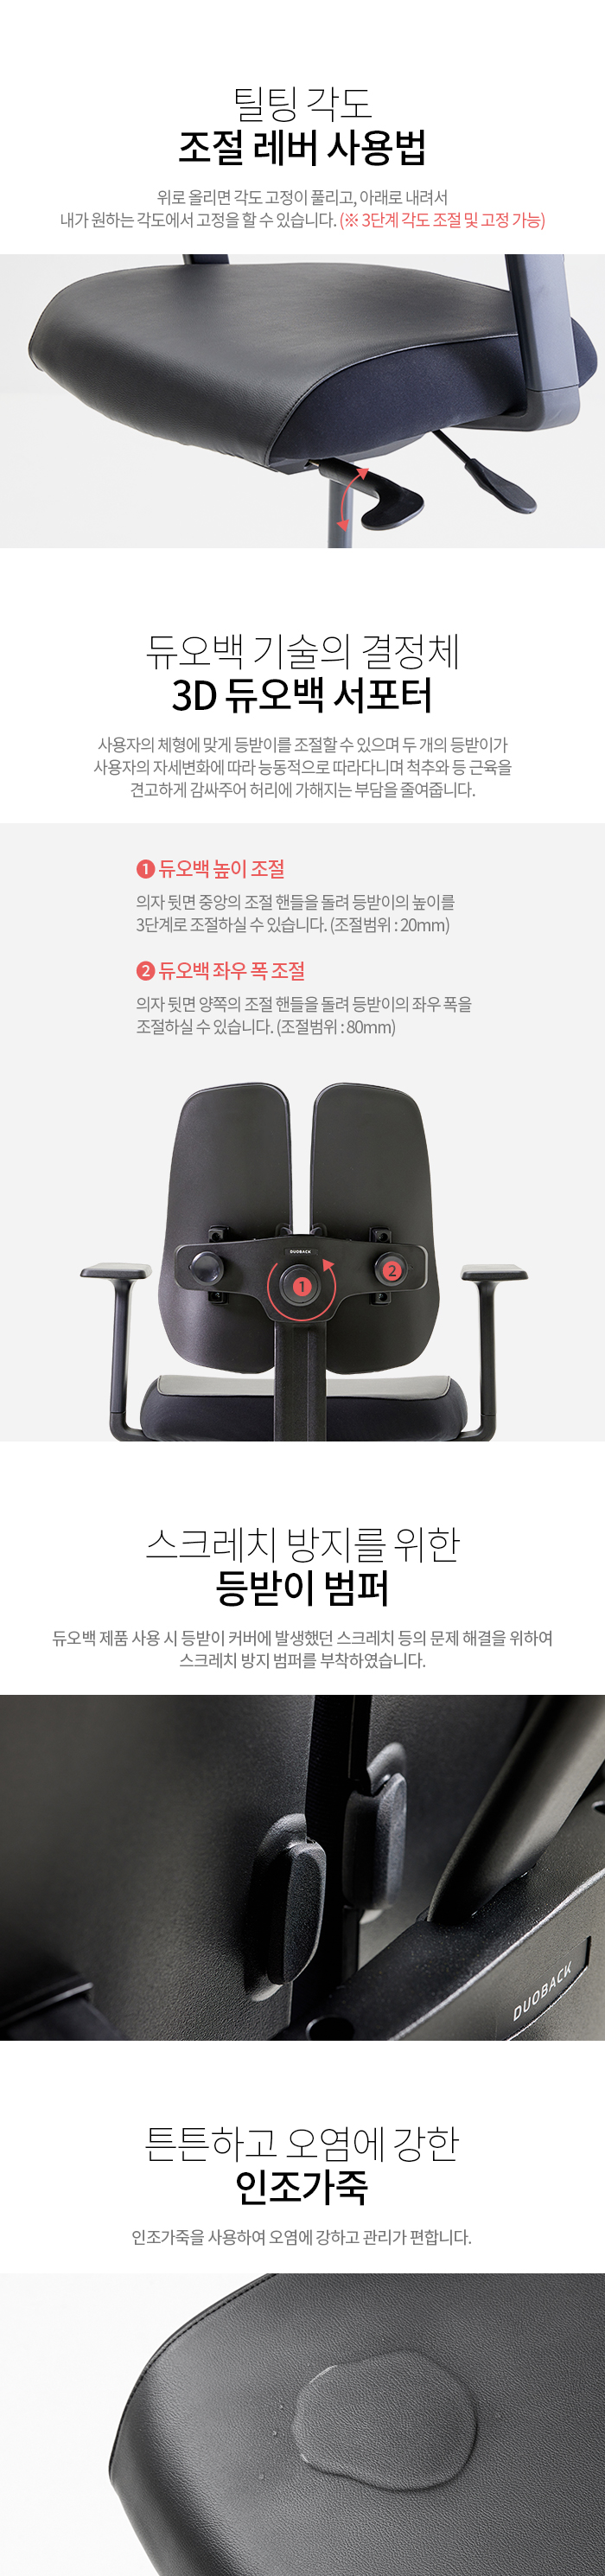 틸팅 각도
조절 레버 사용법
위로 올리면 각도 고정이 풀리고, 아래로 내려서
내가 원하는 각도에서 고정을 할 수 있습니다. (※ 3단계 각도 조절 및 고정 가능)
듀오백 기술의 결정체
3D 듀오백 서포터
사용자의 체형에 맞게 등받이를 조절할 수 있으며 두 개의 등받이가
사용자의 자세변화에 따라 능동적으로 따라다니며 척추와 등 근육을
견고하게 감싸주어 허리에 가해지는 부담을 줄여줍니다.
❶ 듀오백 높이 조절
의자 뒷면 중앙의 조절 핸들을 돌려 등받이의 높이를
3단계로 조절하실 수 있습니다. (조절범위 : 20mm)
❷ 듀오백 좌우 폭 조절
의자 뒷면 양쪽의 조절 핸들을 돌려 등받이의 좌우 폭을
조절하실 수 있습니다. (조절범위 : 80mm)
DUOBACK
1
2
스크레치 방지를 위한
등받이 범퍼
듀오백 제품 사용 시 등받이 커버에 발생했던 스크레치 등의 문제 해결을 위하여
스크레치 방지 범퍼를 부착하였습니다.
DUOBACK
튼튼하고 오염에 강한
인조가죽
인조가죽을 사용하여 오염에 강하고 관리가 편합니다.